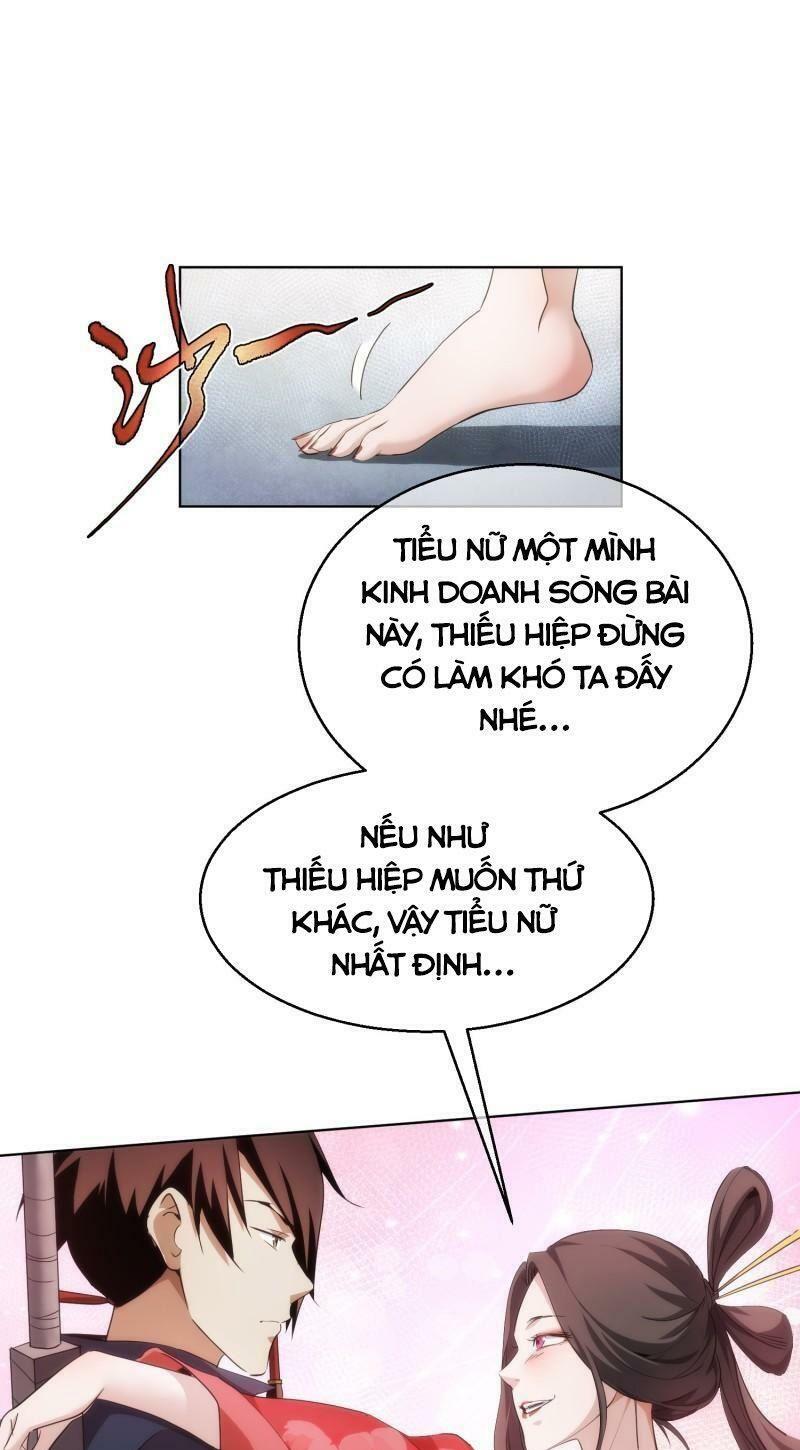 TIỂU NỮ MỘT MÌNH
KINH DOANH SÒNG BÀI
NÀY, THIẾU HIỆP ĐỪNG
CÓ LÀM KHÓ TA ĐẤY
NHÉ...
NẾU NHƯ
THIẾU HIỆP MUỐN THỨ
KHÁC, VẬY TIỂU NỮ
NHẤT ĐỊNH...